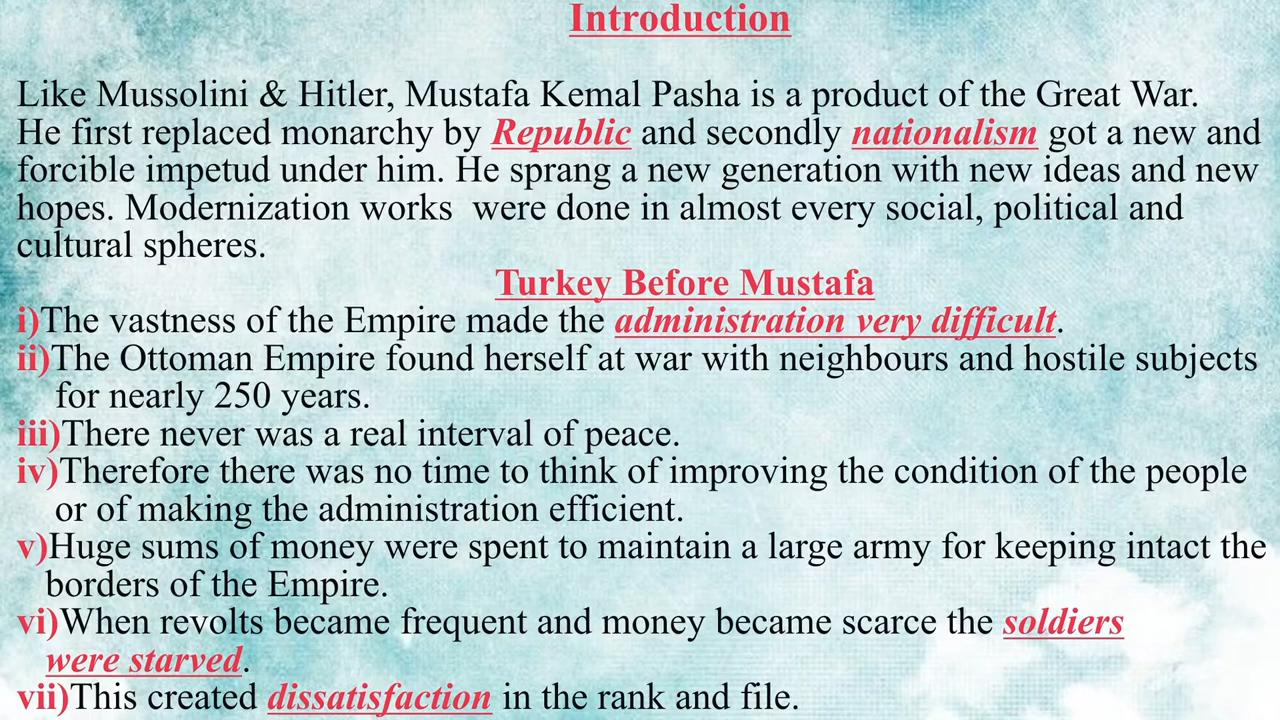 Introduction
Like Mussolini & Hitler, Mustafa Kemal Pasha is a product of the Great War.
He first replaced monarchy by Republic and secondly nationalism got a new and
forcible impetud under him. He sprang a new generation with new ideas and new
hopes. Modernization works  were done in almost every social, political and
cultural spheres.
Turkey Before Mustafa
i)The vastness of the Empire made the administration very difficult.
ii)The Ottoman Empire found herself at war with neighbours and hostile subjects
for nearly 250 years.
iii)There never was a real interval of peace.
iv)Therefore there was no time to think of improving the condition of the people
or of making the administration efficient.
v)Huge sums of money were spent to maintain a large army for keeping intact the
borders of the Empire.
vi)When revolts became frequent and money became scarce the soldiers
were starved.
vii)This created dissatisfaction in the rank and file.